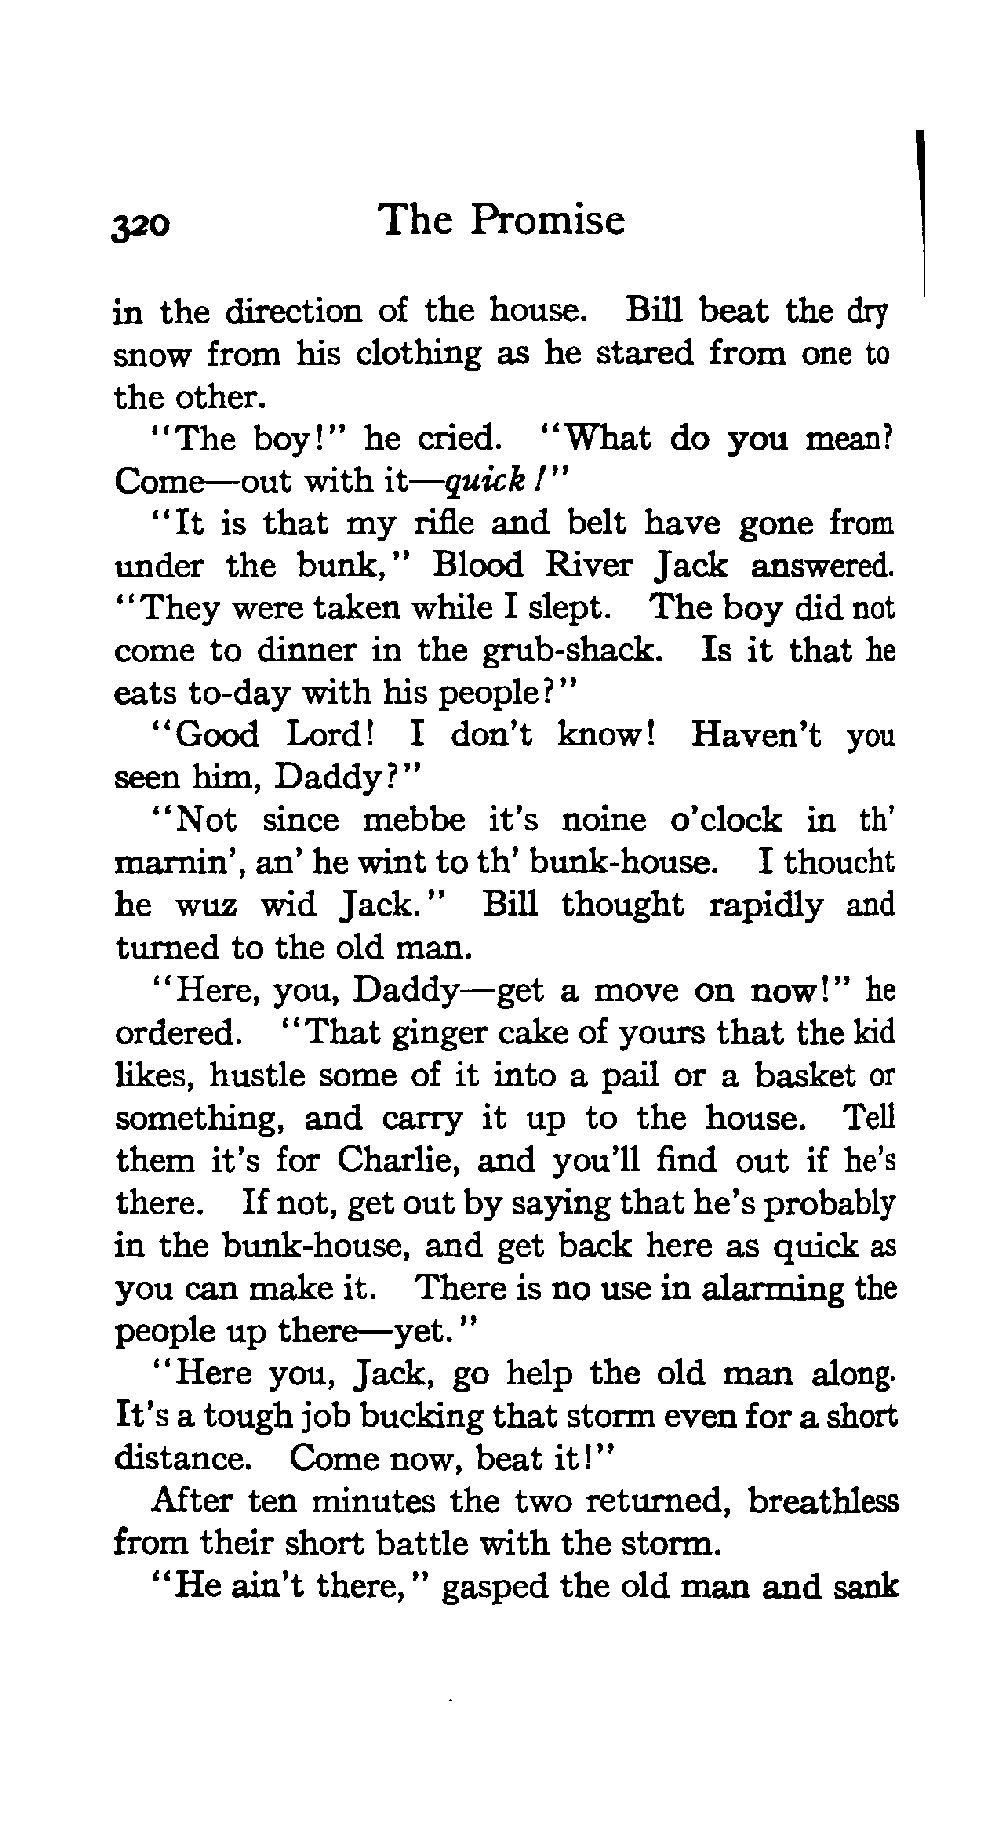 320 The Promise
in the direction of the house. Bill beat the dry
snow from his clothing as he stared from one to
the other.
"The boy!" he cried. "What do you mean?
Come—out with it—quick!"
"It is that my rifle and belt have gone from
under the bunk," Blood River Jack answered.
"They were taken while I slept. The boy did not
come to dinner in the grub-shack. Is it that he
eats to-day with his people?"
"Good Lord! I don't know! Haven't you
seen him, Daddy?"
"Not since mebbe it's noine o'clock in th'
marnin', an' he wint to th' bunk-house. I thoucht
he wuz wid Jack." Bill thought rapidly and
turned to the old man.
"Here, you, Daddy—get a move on now!" he
ordered. "That ginger cake of yours that the kid
likes, hustle some of it into a pail or a basket or
something, and carry it up to the house. Tell
them it's for Charlie, and you'll find out if he's
there. If not, get out by saying that he's probably
in the bunk-house, and get back here as quick as
you can make it. There is no use in alarming the
people up there—yet."
"Here you, Jack, go help the old man along.
It's a tough job bucking that storm even for a short
distance. Come now, beat it!"
After ten minutes the two returned, breathless
from their short battle with the storm.
"He ain't there," gasped the old man and sank